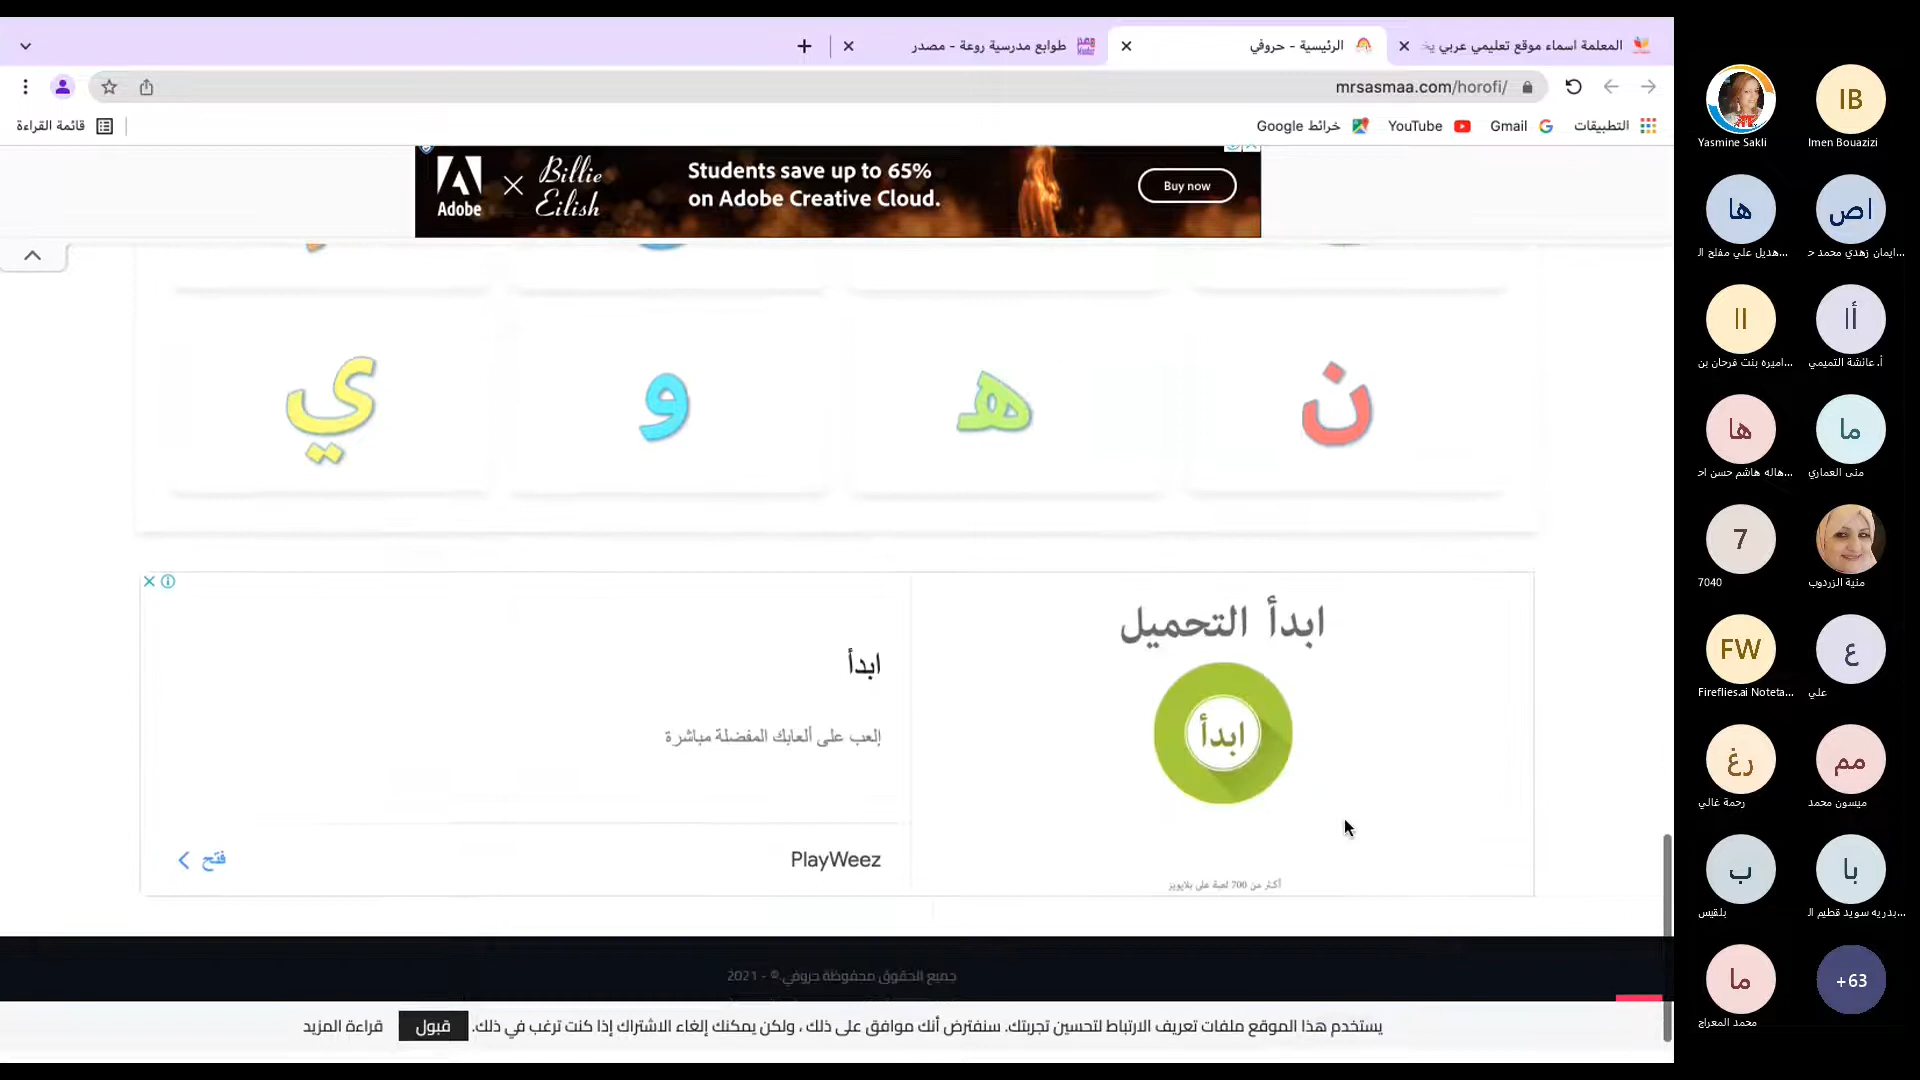 المعلمة اسماء موقع تعليمي عربي يخ
الرئيسية - حروفي
طوابع مدرسية روعة - مصدر
mrsasmaa.com/horofi/
التطبيقات
Gmail
YouTube
خرائط Google
قائمة القراءة
Adobe
Billie Eilish
Students save up to 65%
on Adobe Creative Cloud.
Buy now
ن
ه
و
ي
ابدأ التحميل
ابدأ
أكثر من 700 لعبة على بلايويز
ابدأ
إلعب على ألعابك المفضلة مباشرة
PlayWeez
فتح
جميع الحقوق محفوظة حروفي © - 2021
يستخدم هذا الموقع ملفات تعريف الارتباط لتحسين تجربتك. سنفترض أنك موافق على ذلك ، ولكن يمكنك إلغاء الاشتراك إذا كنت ترغب في ذلك.
قبول
قراءة المزيد
Yasmine Sakli
IB
Imen Bouazizi
ها
هديل علي مفلح ال...
اص
ايمان زهدي محمد ح...
اا
اميره بنت فرحان بن...
أا
أ. عائشة التميمي
ها
هاله هاشم حسن اح...
ما
منى العماري
7
7040
منية الزردوب
FW
Fireflies.ai Noteta...
ع
علي
رغ
رحمة غالي
مم
ميسون محمد
ب
بلقيس
با
بدريه سويد قطيم ال...
ما
محمد المعراج
+63